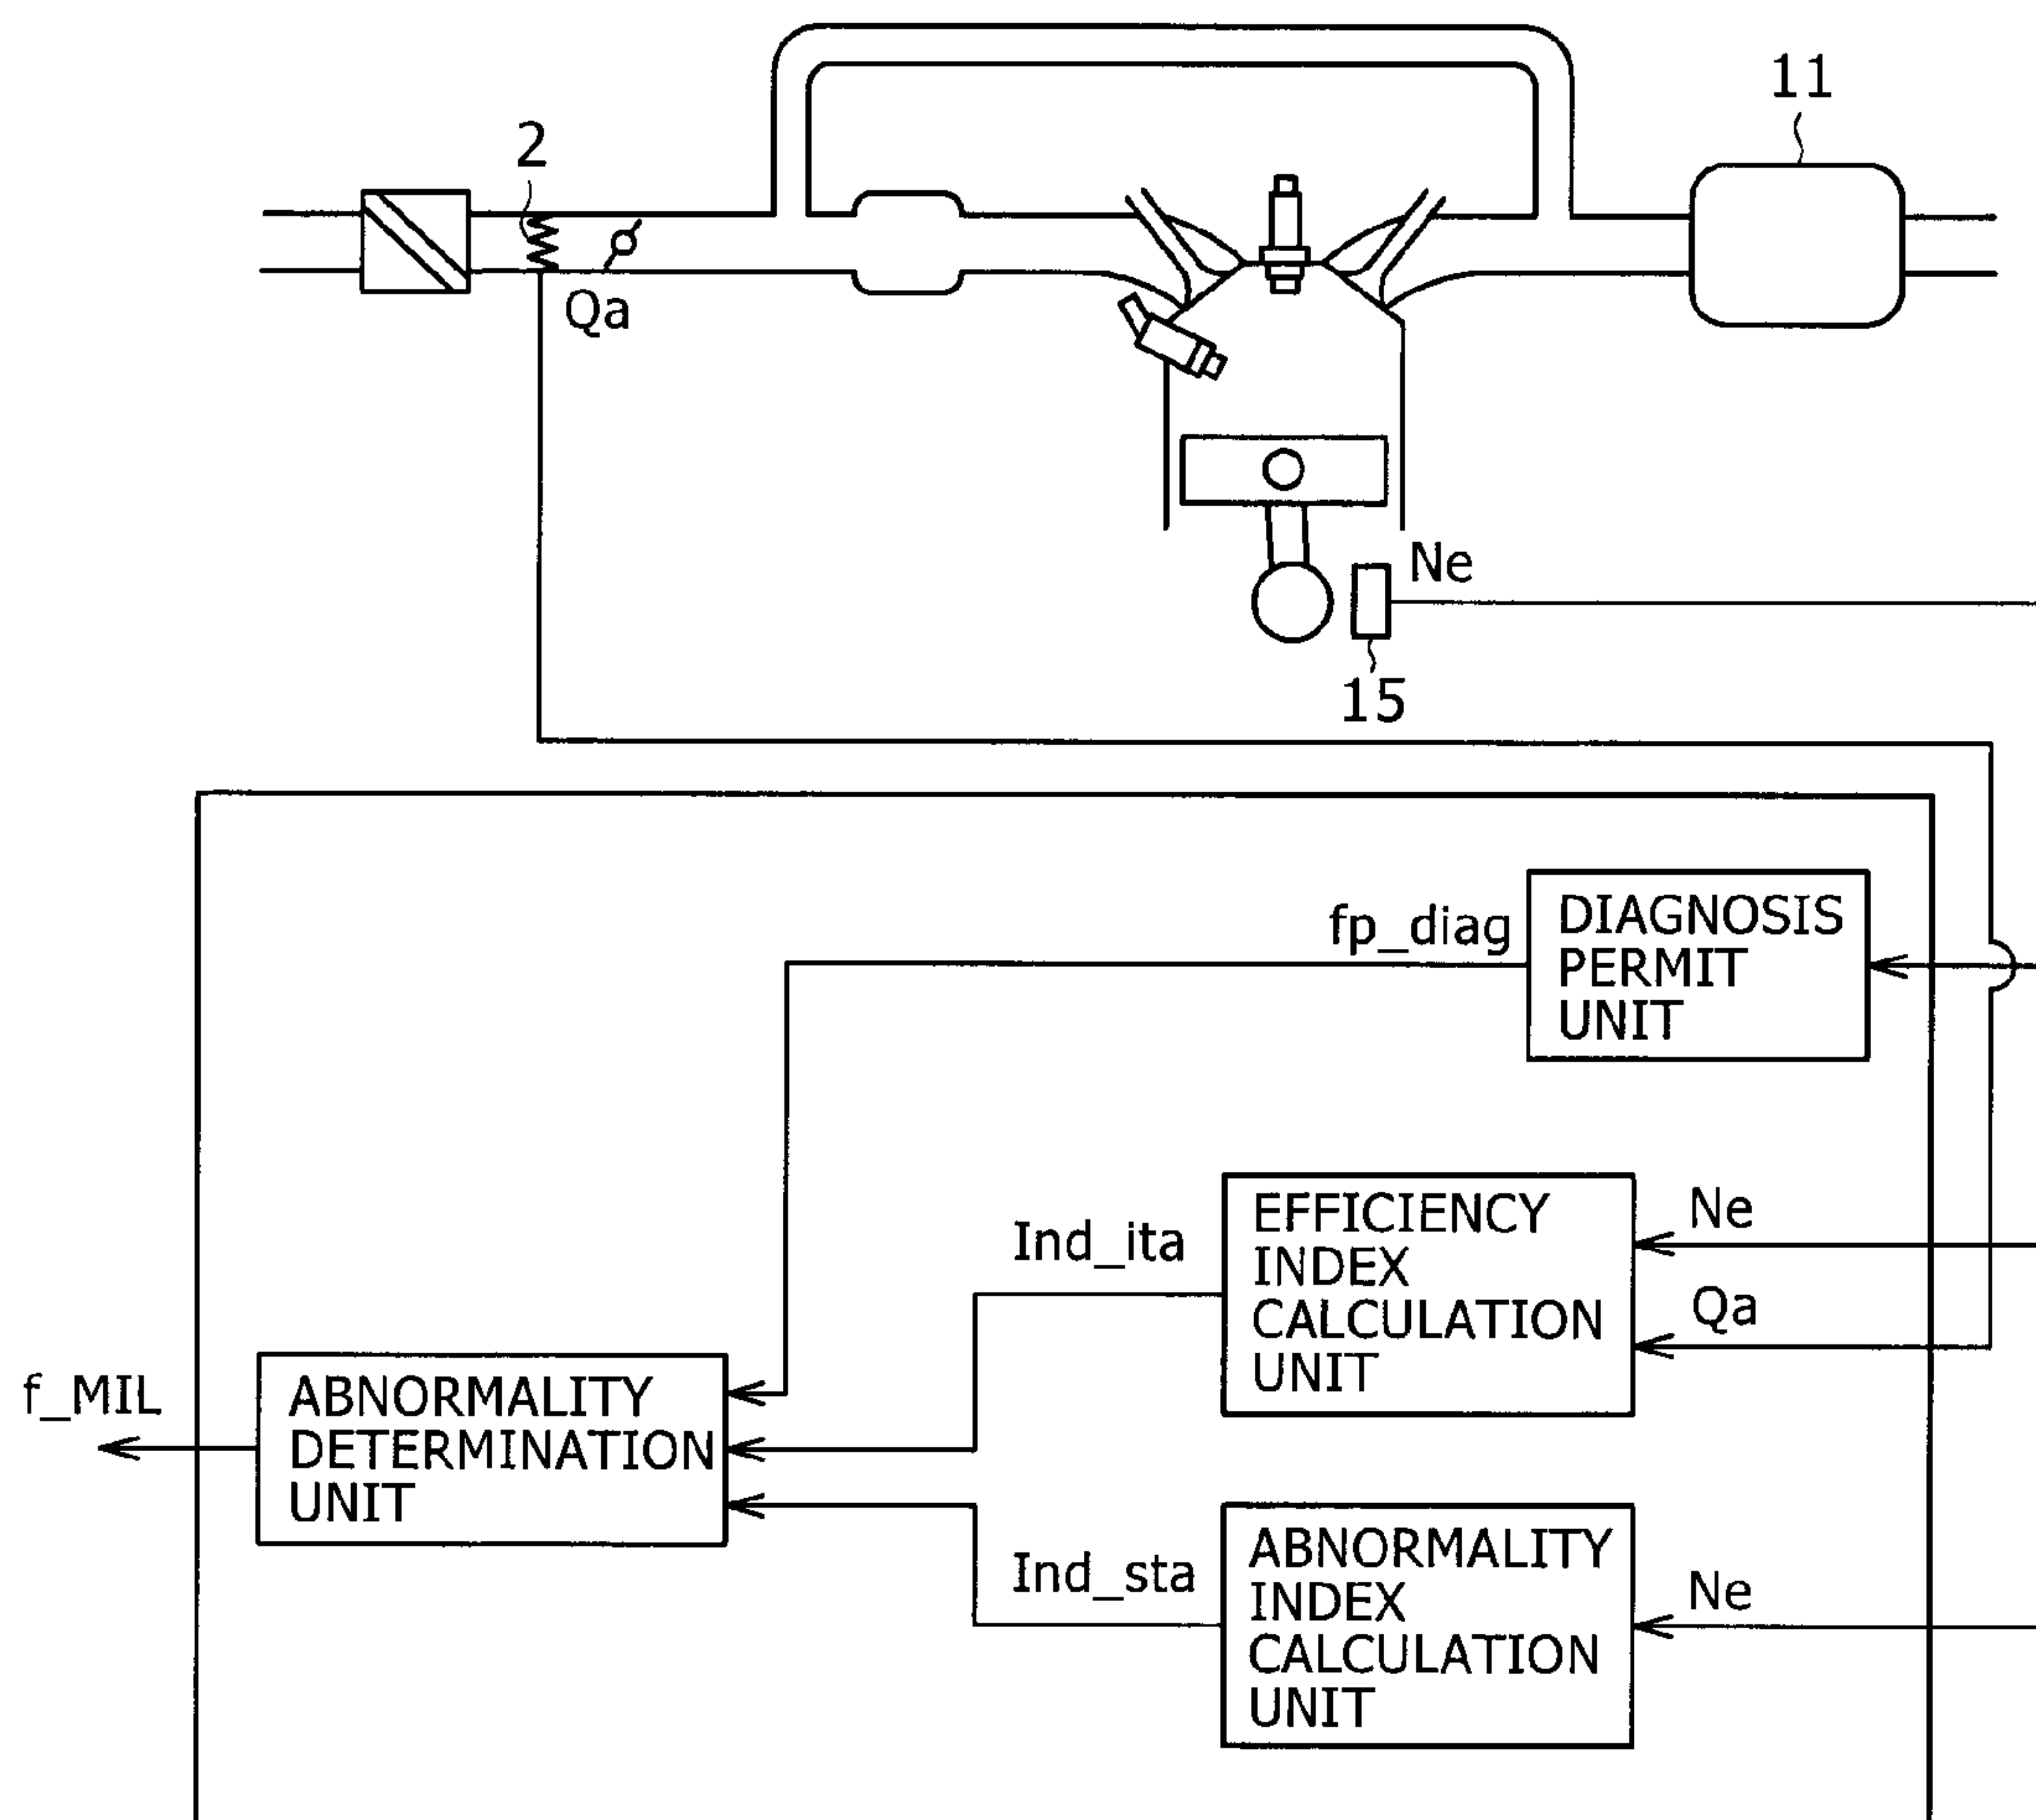 11
2
Qa
Ne
15
fp_diag
DIAGNOSIS
PERMIT
UNIT
Ind_ita
EFFICIENCY
INDEX
CALCULATION
UNIT
Ne
Qa
f_MIL
ABNORMALITY
DETERMINATION
UNIT
Ind_sta
ABNORMALITY
INDEX
CALCULATION
UNIT
Ne